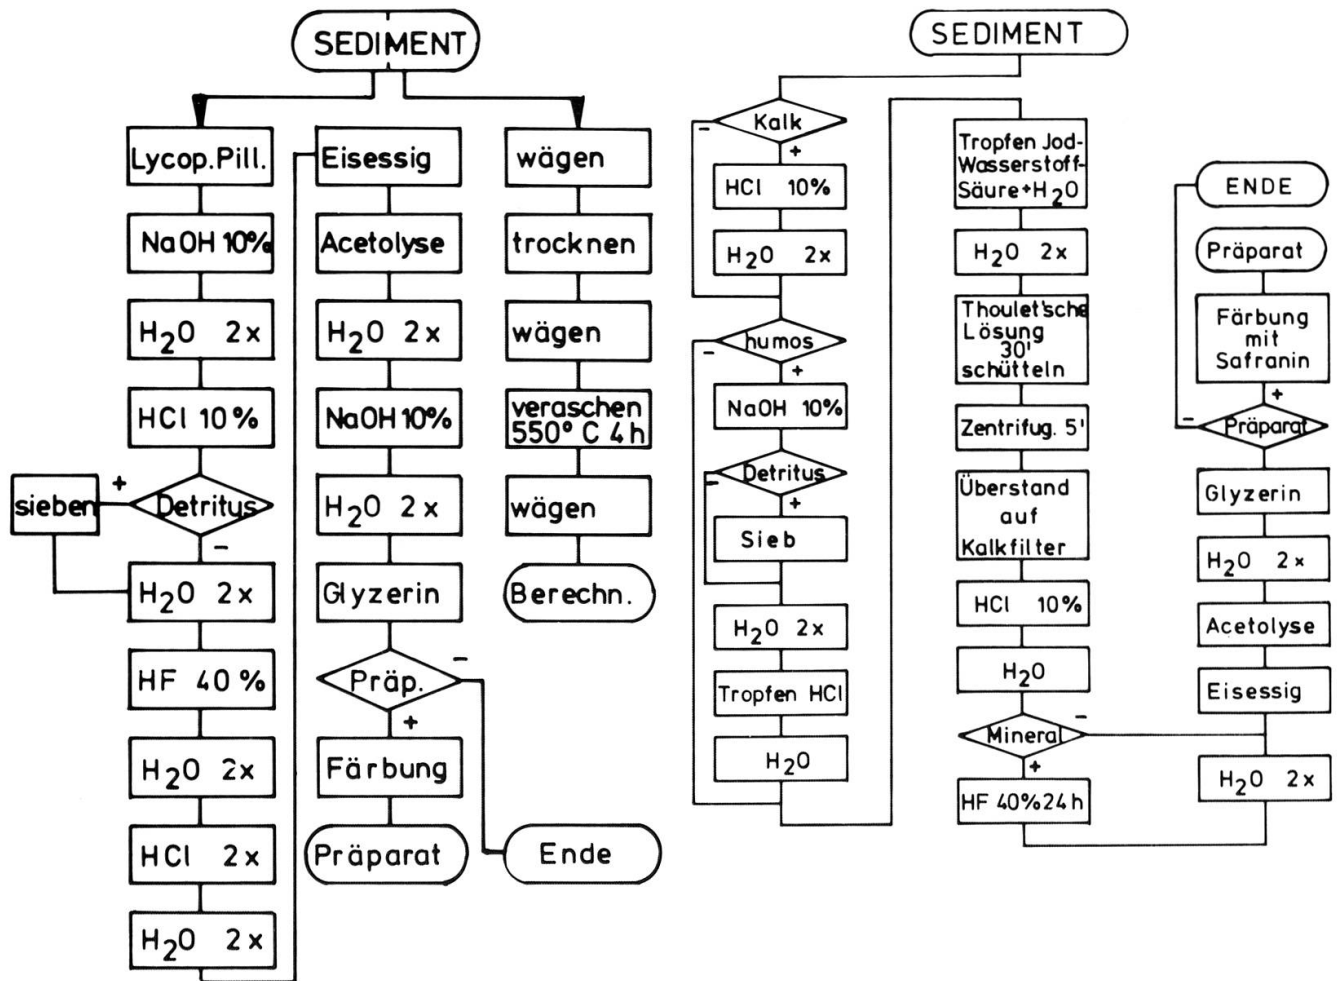 SEDIMENT
Lycop. Pill.
NaOH 10%
H₂O 2x
HCl 10%
+
sieben
Detritus
−
H₂O 2x
HF 40%
H₂O 2x
HCl 2x
H₂O 2x
Eisessig
Acetolyse
H₂O 2x
NaOH 10%
H₂O 2x
Glyzerin
Präp.
−
+
Färbung
Präparat
Ende
wägen
trocknen
wägen
veraschen
550° C 4h
wägen
Berechn.
SEDIMENT
Kalk
−
+
HCl 10%
H₂O 2x
humos
−
+
NaOH 10%
Detritus
−
+
Sieb
H₂O 2x
Tropfen HCl
H₂O
Tropfen Jod-
Wasserstoff-
Säure+H₂O
H₂O 2x
Thoulet'sche
Lösung
30'
schütteln
Zentrifug. 5'
Überstand
auf
Kalkfilter
HCl 10%
H₂O
Mineral
−
+
HF 40% 24h
ENDE
Präparat
Färbung
mit
Safranin
+
−
Präparat
Glyzerin
H₂O 2x
Acetolyse
Eisessig
H₂O 2x